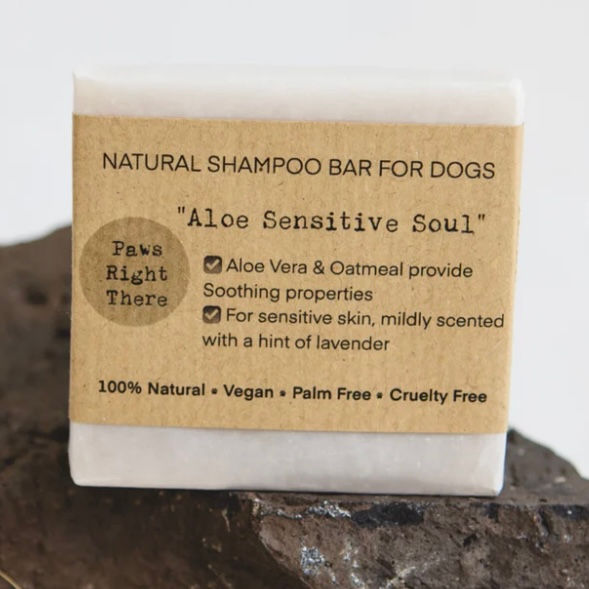 NATURAL SHAMPOO BAR FOR DOGS
"Aloe Sensitive Soul"
Paws
Right
There
☑ Aloe Vera & Oatmeal provide
Soothing properties
☑ For sensitive skin, mildly scented
with a hint of lavender
100% Natural • Vegan • Palm Free • Cruelty Free